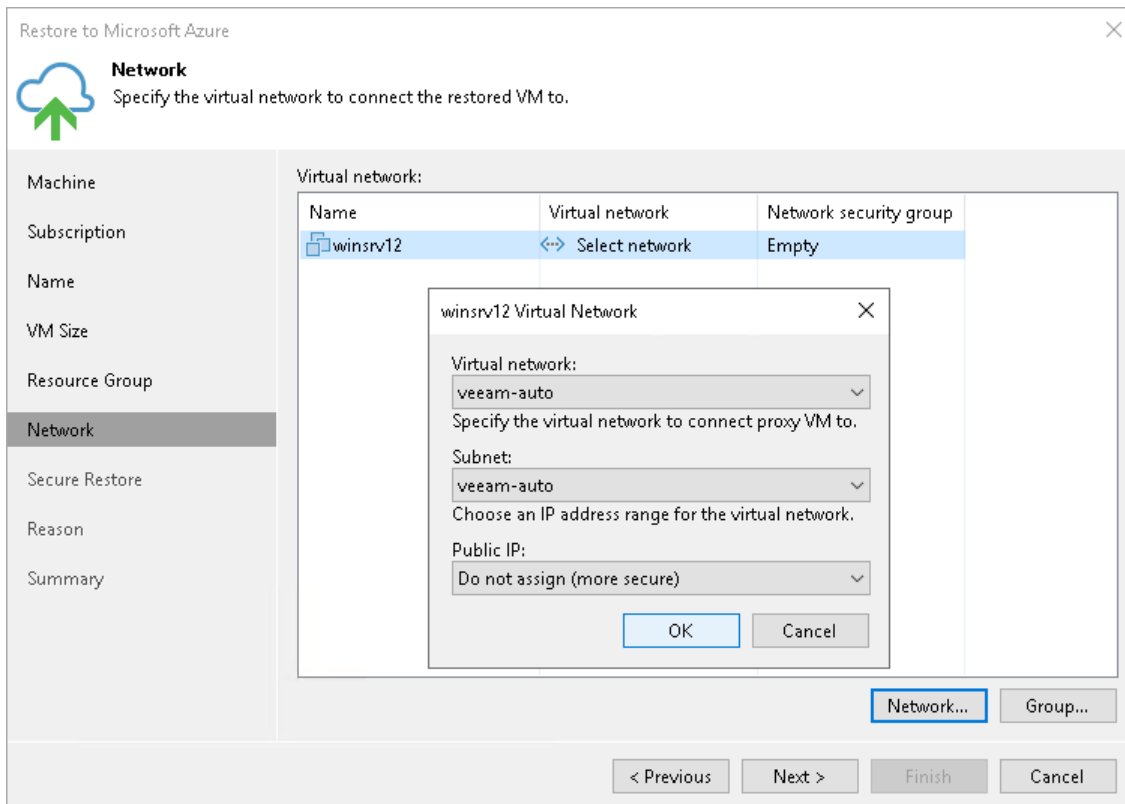 Restore to Microsoft Azure
Network
Specify the virtual network to connect the restored VM to.
Machine
Subscription
Name
VM Size
Resource Group
Network
Secure Restore
Reason
Summary
Virtual network:
Name Virtual network Network security group
winsrv12 Select network Empty
winsrv12 Virtual Network
Virtual network:
veeam-auto
Specify the virtual network to connect proxy VM to.
Subnet:
veeam-auto
Choose an IP address range for the virtual network.
Public IP:
Do not assign (more secure)
OK Cancel
Network... Group...
< Previous Next > Finish Cancel